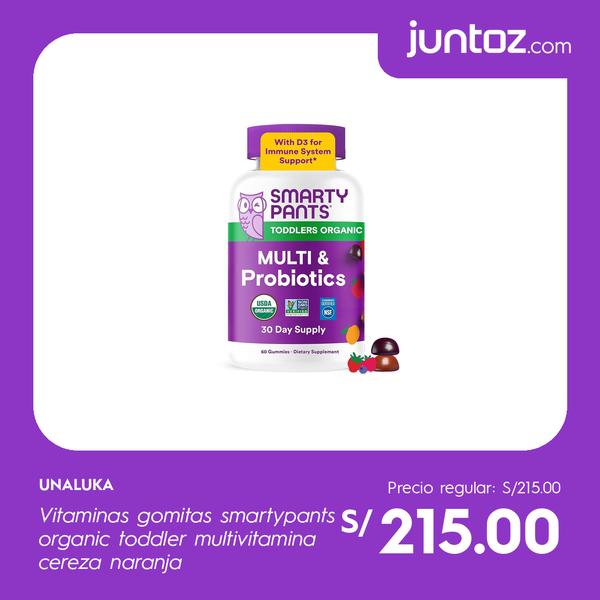 juntoz.com
With D3 for
Immune System
Support*
SMARTY
PANTS
TODDLERS ORGANIC
MULTI &
Probiotics
USDA
ORGANIC
NON
GMO
NSF
30 Day Supply
60 Gummies · Dietary Supplement
UNALUKA
Precio regular: S/215.00
Vitaminas gomitas smartypants
organic toddler multivitamina
cereza naranja
S/ 215.00